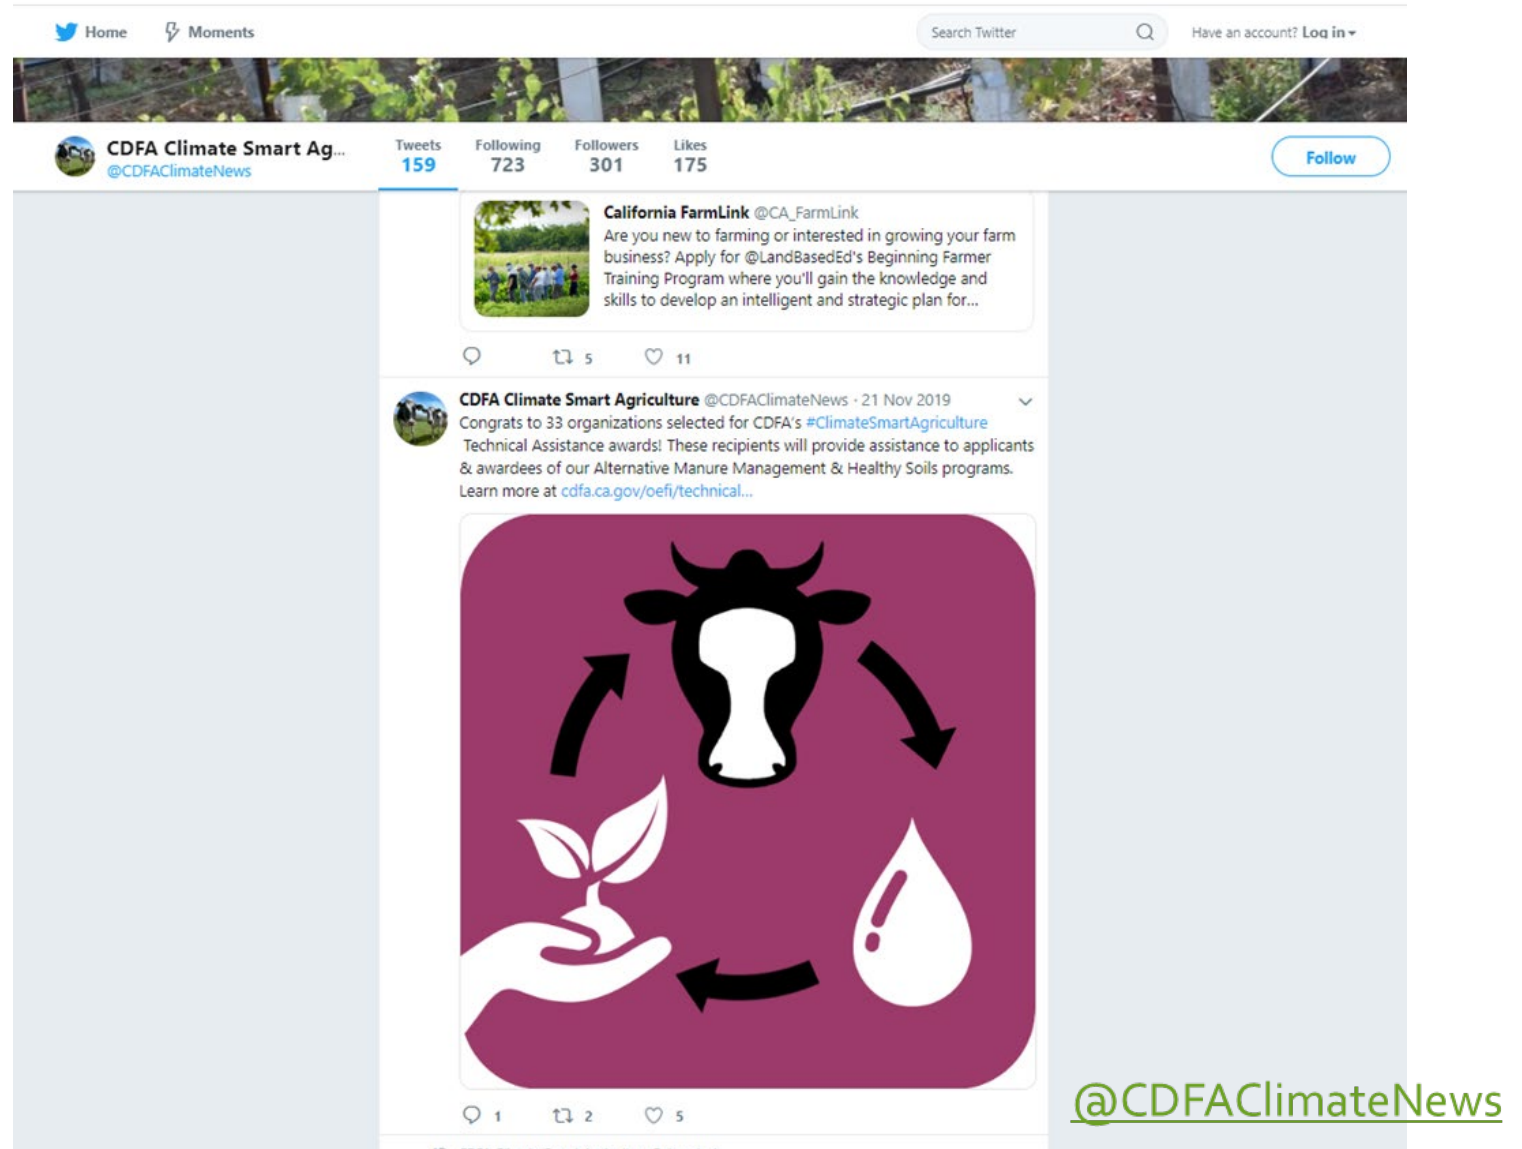 Home Moments Search Twitter Have an account? Log in
CDFA Climate Smart Ag...
@CDFAClimateNews
Tweets 159
Following 723
Followers 301
Likes 175
Follow
California FarmLink @CA_FarmLink
Are you new to farming or interested in growing your farm
business? Apply for @LandBasedEd's Beginning Farmer
Training Program where you'll gain the knowledge and
skills to develop an intelligent and strategic plan for...
5 11
CDFA Climate Smart Agriculture @CDFAClimateNews · 21 Nov 2019
Congrats to 33 organizations selected for CDFA's #ClimateSmartAgriculture
Technical Assistance awards! These recipients will provide assistance to applicants
& awardees of our Alternative Manure Management & Healthy Soils programs.
Learn more at cdfa.ca.gov/oefi/technical...
1 2 5
@CDFAClimateNews